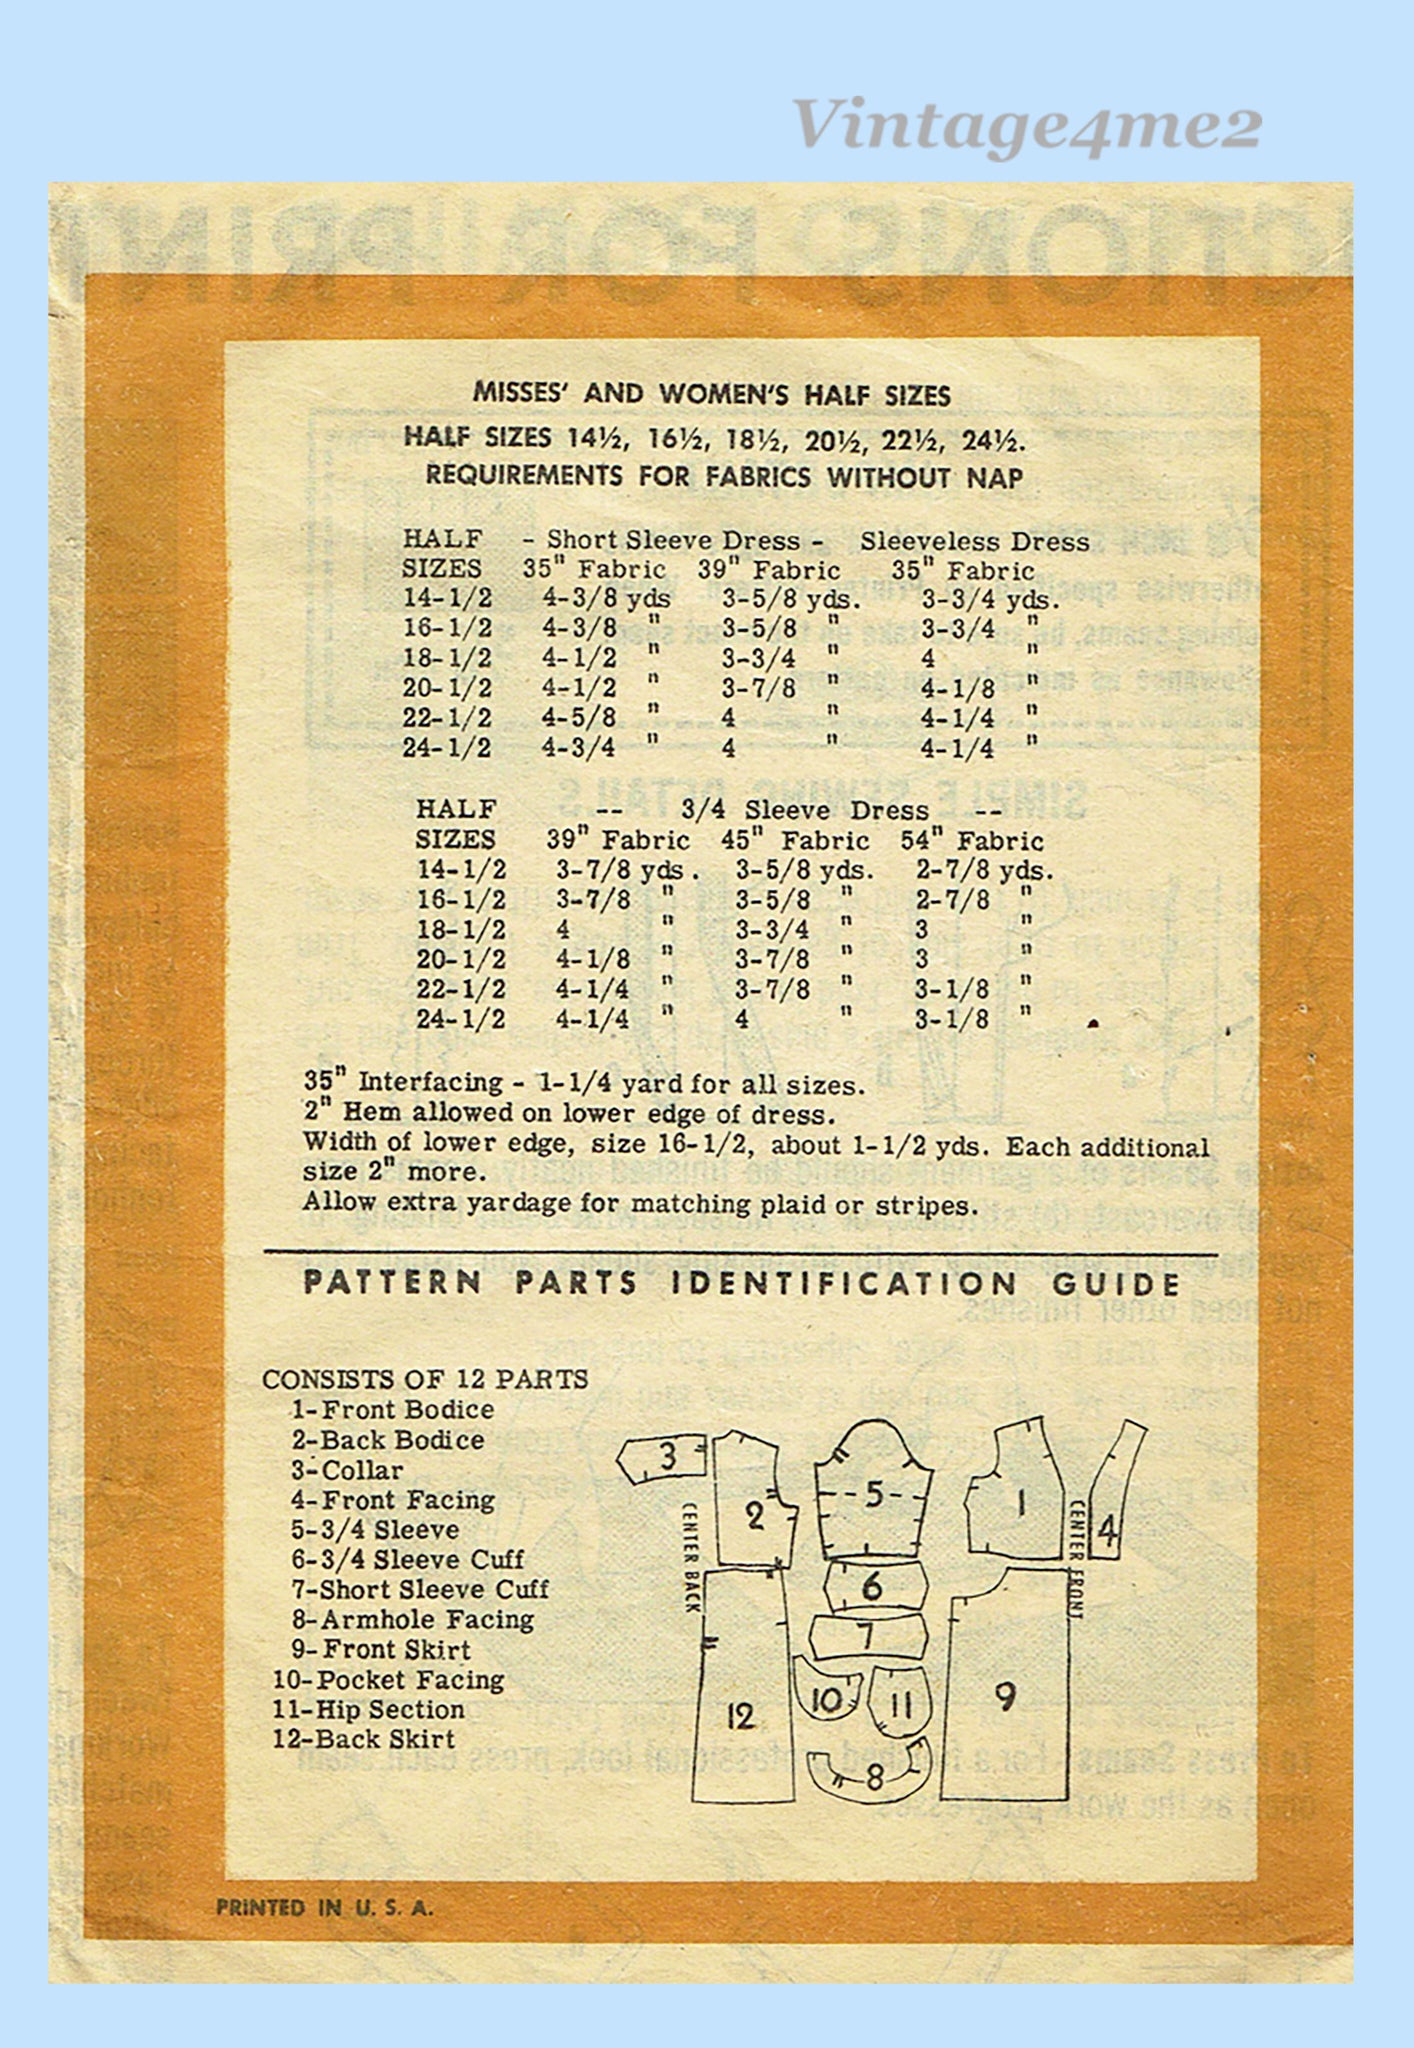 Vintage4me2
MISSES' AND WOMEN'S HALF SIZES
HALF SIZES 14½, 16½, 18½, 20½, 22½, 24½.
REQUIREMENTS FOR FABRICS WITHOUT NAP
HALF - Short Sleeve Dress - Sleeveless Dress
SIZES 35" Fabric 39" Fabric 35" Fabric
14-1/2 4-3/8 yds 3-5/8 yds. 3-3/4 yds.
16-1/2 4-3/8 " 3-5/8 " 3-3/4 "
18-1/2 4-1/2 " 3-3/4 " 4 "
20-1/2 4-1/2 " 3-7/8 " 4-1/8 "
22-1/2 4-5/8 " 4 " 4-1/4 "
24-1/2 4-3/4 " 4 " 4-1/4 "
HALF -- 3/4 Sleeve Dress --
SIZES 39" Fabric 45" Fabric 54" Fabric
14-1/2 3-7/8 yds. 3-5/8 yds. 2-7/8 yds.
16-1/2 3-7/8 " 3-5/8 " 2-7/8 "
18-1/2 4 " 3-3/4 " 3 "
20-1/2 4-1/8 " 3-7/8 " 3 "
22-1/2 4-1/4 " 3-7/8 " 3-1/8 "
24-1/2 4-1/4 " 4 " 3-1/8 "
35" Interfacing - 1-1/4 yard for all sizes.
2" Hem allowed on lower edge of dress.
Width of lower edge, size 16-1/2, about 1-1/2 yds. Each additional
size 2" more.
Allow extra yardage for matching plaid or stripes.
PATTERN PARTS IDENTIFICATION GUIDE
CONSISTS OF 12 PARTS
1-Front Bodice
2-Back Bodice
3-Collar
4-Front Facing
5-3/4 Sleeve
6-3/4 Sleeve Cuff
7-Short Sleeve Cuff
8-Armhole Facing
9-Front Skirt
10-Pocket Facing
11-Hip Section
12-Back Skirt
3
2
5
1
4
CENTER BACK
CENTER FRONT
6
7
10
11
9
12
8
PRINTED IN U. S. A.